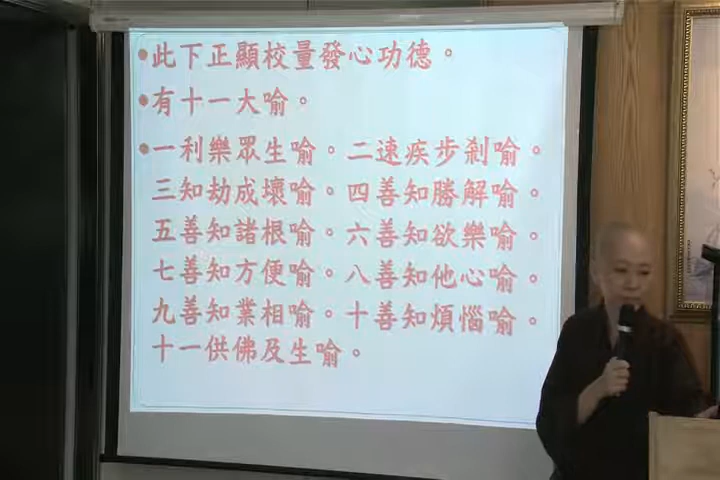 •此下正顯校量發心功德。
•有十一大喻。
•一利樂眾生喻。二速疾步剎喻。
三知劫成壞喻。四善知勝解喻。
五善知諸根喻。六善知欲樂喻。
七善知方便喻。八善知他心喻。
九善知業相喻。十善知煩惱喻。
十一供佛及生喻。